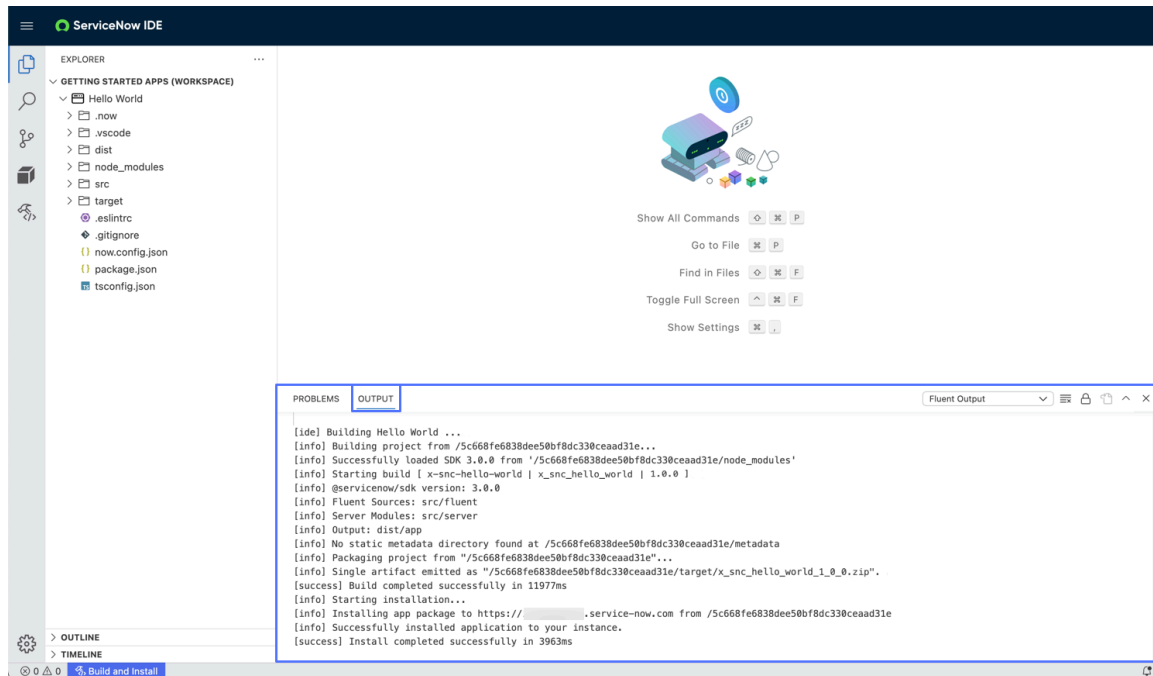 ServiceNow IDE
EXPLORER
GETTING STARTED APPS (WORKSPACE)
Hello World
.now
.vscode
dist
node_modules
src
target
.eslintrc
.gitignore
{} now.config.json
{} package.json
TS tsconfig.json
OUTLINE
TIMELINE
zzz
Show All Commands ⇧ ⌘ P
Go to File ⌘ P
Find in Files ⇧ ⌘ F
Toggle Full Screen ^ ⌘ F
Show Settings ⌘ ,
PROBLEMS OUTPUT Fluent Output
[ide] Building Hello World ...
[info] Building project from /5c668fe6838dee50bf8dc330ceaad31e...
[info] Successfully loaded SDK 3.0.0 from '/5c668fe6838dee50bf8dc330ceaad31e/node_modules'
[info] Starting build [ x-snc-hello-world | x_snc_hello_world | 1.0.0 ]
[info] @servicenow/sdk version: 3.0.0
[info] Fluent Sources: src/fluent
[info] Server Modules: src/server
[info] Output: dist/app
[info] No static metadata directory found at /5c668fe6838dee50bf8dc330ceaad31e/metadata
[info] Packaging project from "/5c668fe6838dee50bf8dc330ceaad31e"...
[info] Single artifact emitted as "/5c668fe6838dee50bf8dc330ceaad31e/target/x_snc_hello_world_1_0_0.zip".
[success] Build completed successfully in 11977ms
[info] Starting installation...
[info] Installing app package to https:// .service-now.com from /5c668fe6838dee50bf8dc330ceaad31e
[info] Successfully installed application to your instance.
[success] Install completed successfully in 3963ms
0 0 Build and Install